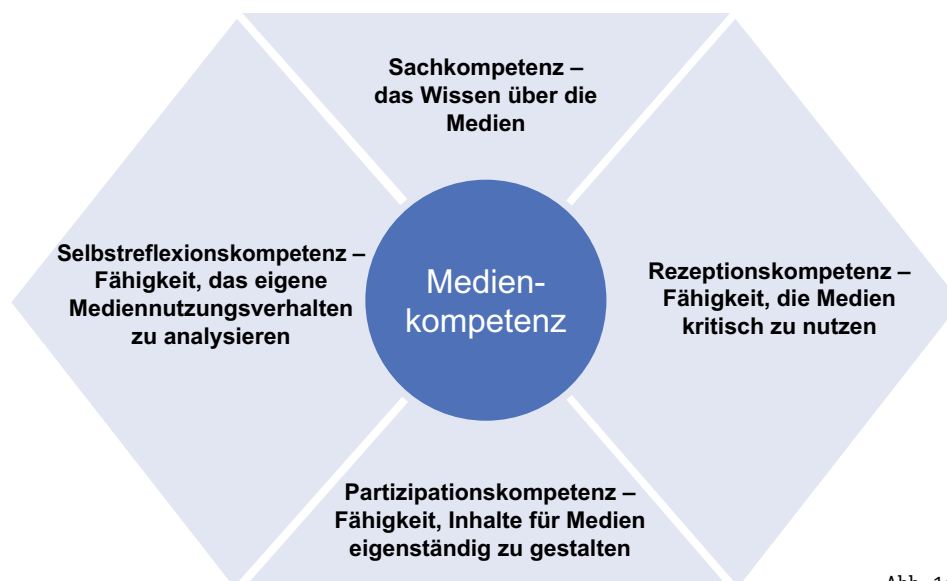 Sachkompetenz –
das Wissen über die
Medien
Selbstreflexionskompetenz –
Fähigkeit, das eigene
Mediennutzungsverhalten
zu analysieren
Medien-
kompetenz
Rezeptionskompetenz –
Fähigkeit, die Medien
kritisch zu nutzen
Partizipationskompetenz –
Fähigkeit, Inhalte für Medien
eigenständig zu gestalten